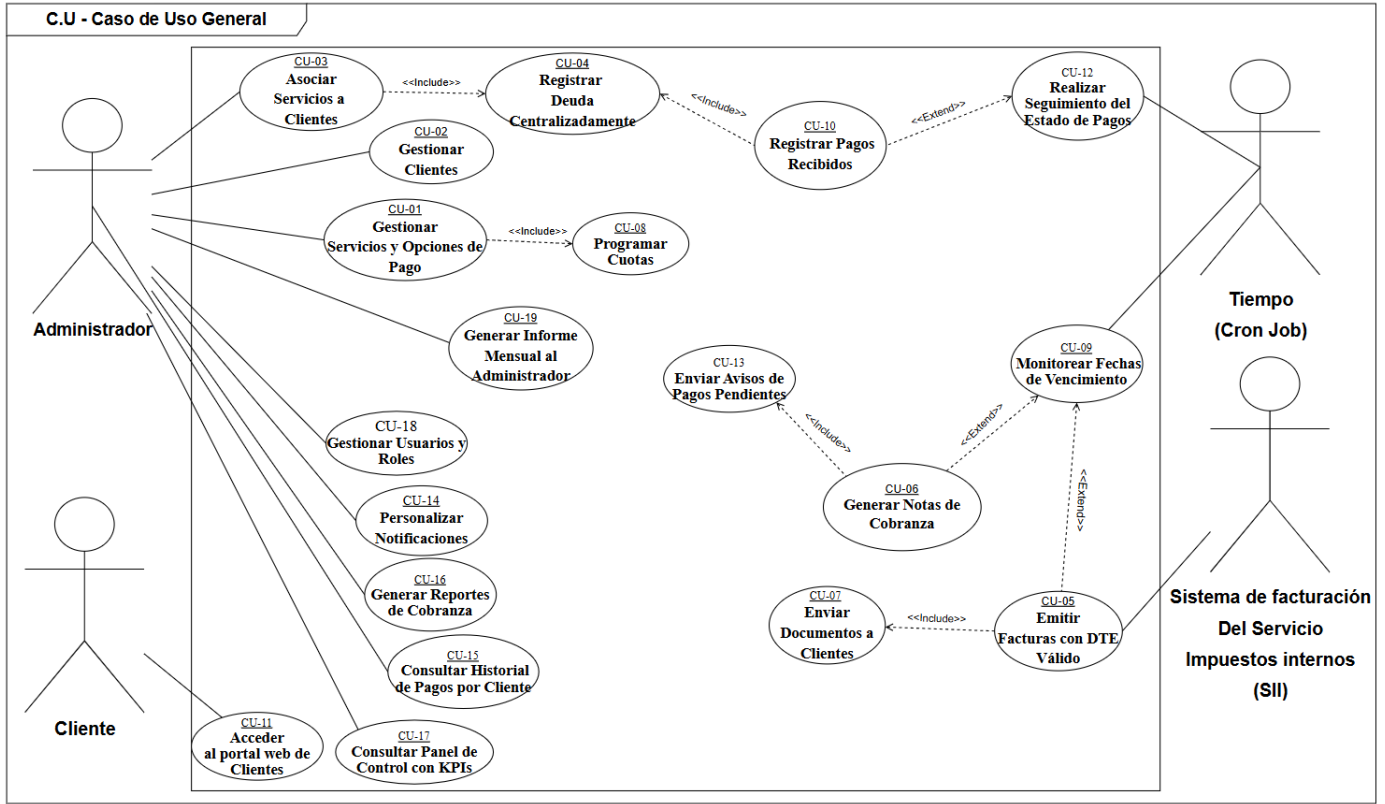 C.U - Caso de Uso General
CU-03
Asociar
Servicios a
Clientes
<<Include>>
CU-04
Registrar
Deuda
Centralizadamente
<<Include>>
CU-10
Registrar Pagos
Recibidos
<<Extend>>
CU-12
Realizar
Seguimiento del
Estado de Pagos
CU-02
Gestionar
Clientes
CU-01
Gestionar
Servicios y Opciones de
Pago
<<Include>>
CU-08
Programar
Cuotas
Administrador
Tiempo
(Cron Job)
CU-19
Generar Informe
Mensual al
Administrador
CU-13
Enviar Avisos de
Pagos Pendientes
CU-09
Monitorear Fechas
de Vencimiento
<<Include>>
<<Extend>>
<<Extend>>
CU-18
Gestionar Usuarios y
Roles
CU-06
Generar Notas de
Cobranza
CU-14
Personalizar
Notificaciones
CU-16
Generar Reportes
de Cobranza
CU-07
Enviar
Documentos a
Clientes
<<Include>>
CU-05
Emitir
Facturas con DTE
Válido
Sistema de facturación
Del Servicio
Impuestos internos
(SII)
CU-15
Consultar Historial
de Pagos por Cliente
Cliente
CU-11
Acceder
al portal web de
Clientes
CU-17
Consultar Panel de
Control con KPIs